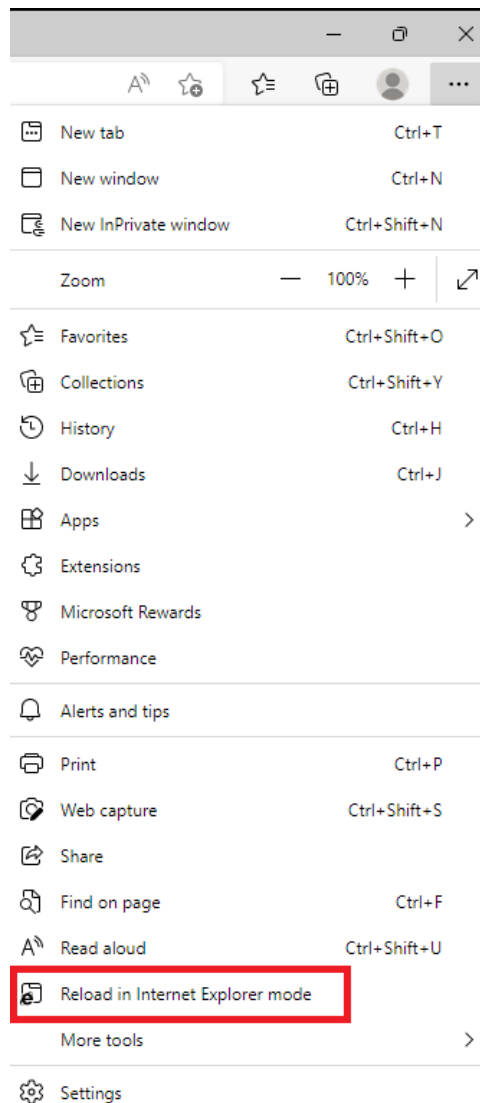 New tab Ctrl+T
New window Ctrl+N
New InPrivate window Ctrl+Shift+N
Zoom 100%
Favorites Ctrl+Shift+O
Collections Ctrl+Shift+Y
History Ctrl+H
Downloads Ctrl+J
Apps
Extensions
Microsoft Rewards
Performance
Alerts and tips
Print Ctrl+P
Web capture Ctrl+Shift+S
Share
Find on page Ctrl+F
Read aloud Ctrl+Shift+U
Reload in Internet Explorer mode
More tools
Settings